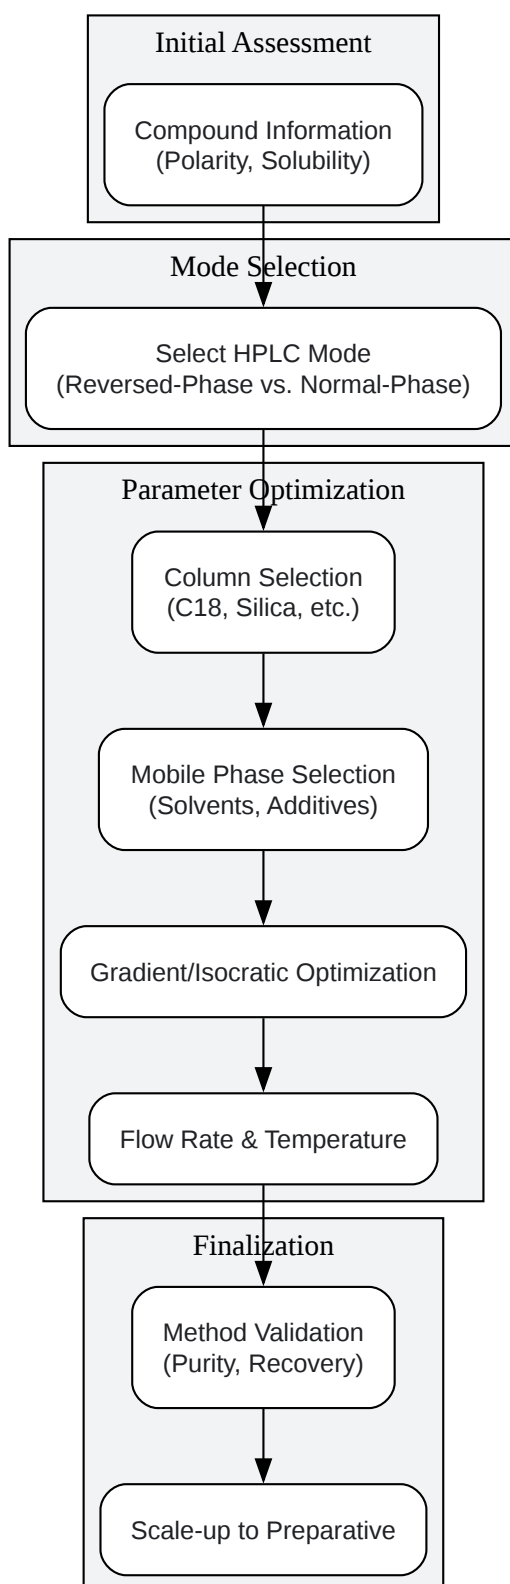 Initial Assessment
Compound Information
(Polarity, Solubility)
Mode Selection
Select HPLC Mode
(Reversed-Phase vs. Normal-Phase)
Parameter Optimization
Column Selection
(C18, Silica, etc.)
Mobile Phase Selection
(Solvents, Additives)
Gradient/Isocratic Optimization
Flow Rate & Temperature
Finalization
Method Validation
(Purity, Recovery)
Scale-up to Preparative